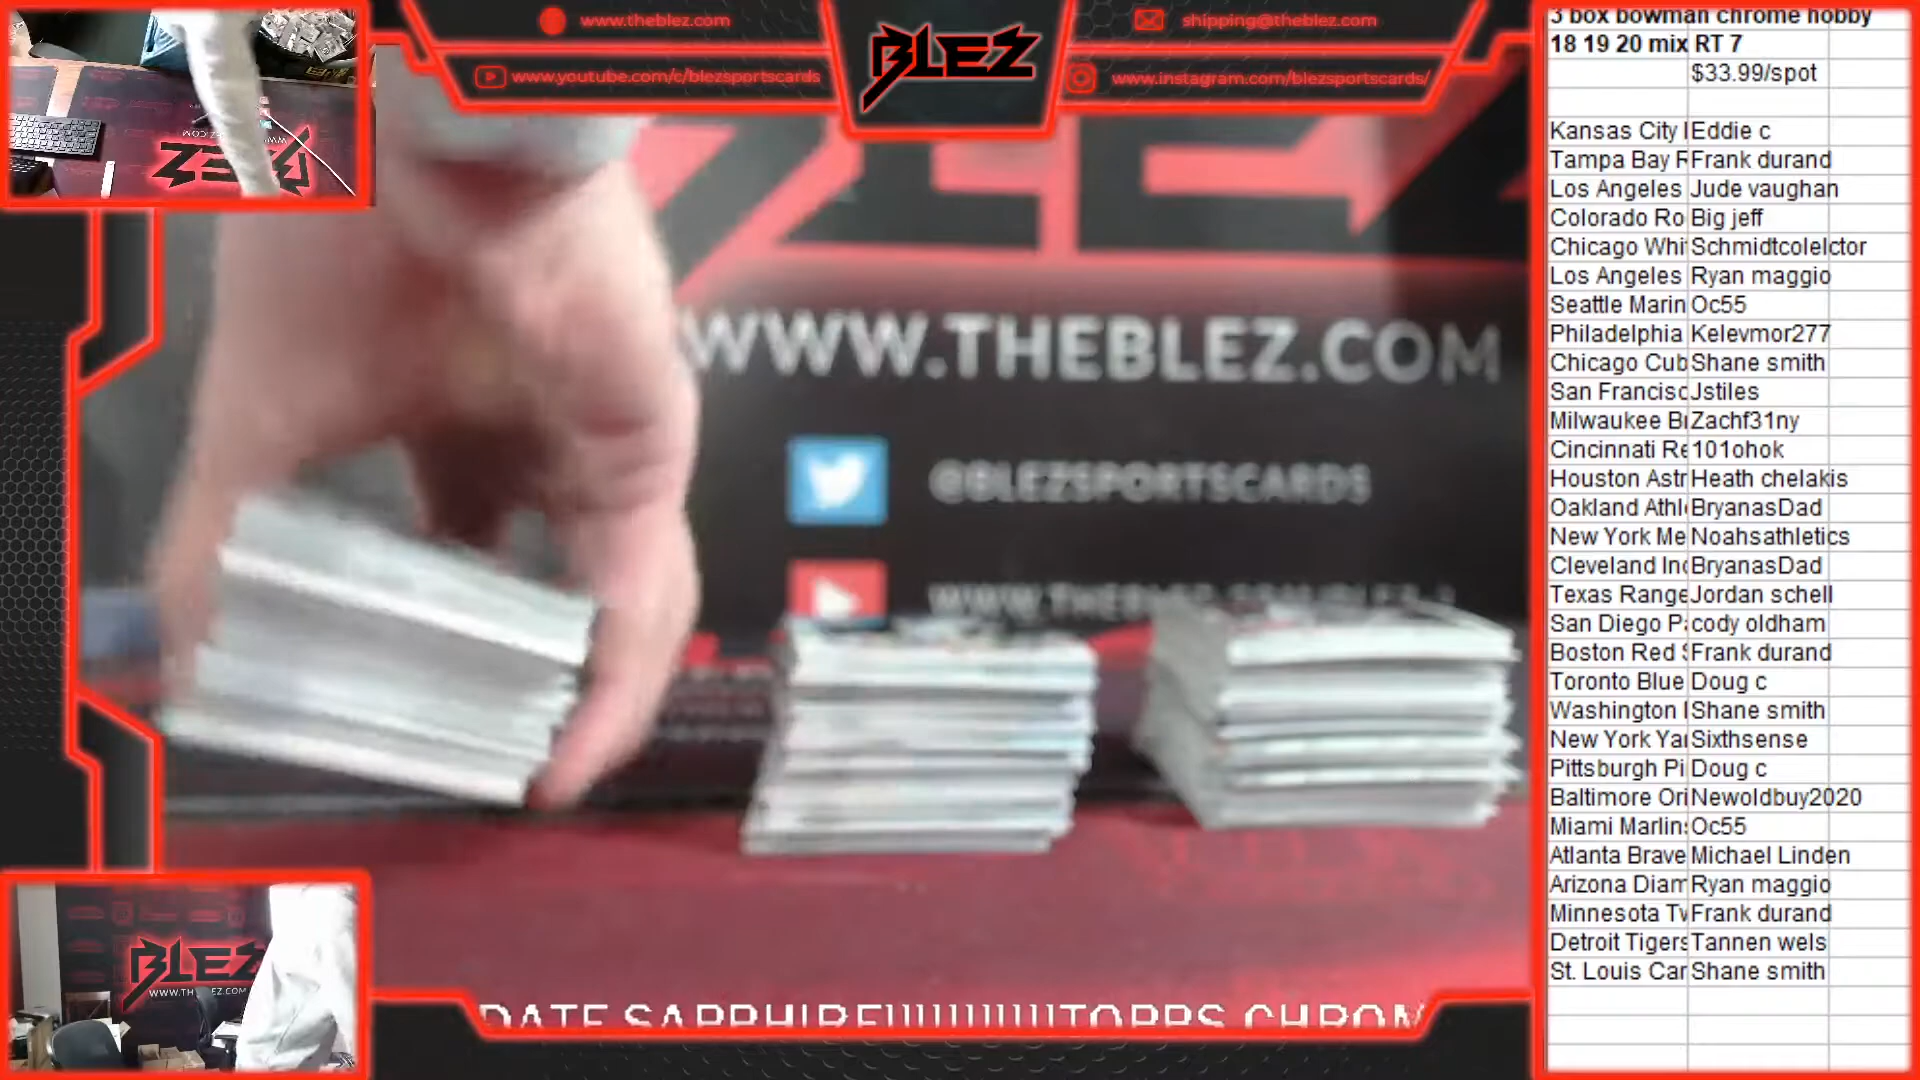 www.theblez.com
BLEZ
shipping@theblez.com
www.youtube.com/c/blezsportscards
www.instagram.com/blezsportscards/
WWW.THEBLEZ.COM
@BLEZSPORTSCARDS
DATE SAPPHIRE!!!!!!!!!!!!TOPPS CHROM
BLEZ
BLEZ
3 box bowman chrome hobby
18 19 20 mix RT 7
$33.99/spot
Kansas City Eddie c
Tampa Bay R Frank durand
Los Angeles Jude vaughan
Colorado Ro Big jeff
Chicago Whi Schmidtcolelctor
Los Angeles Ryan maggio
Seattle Marin Oc55
Philadelphia Kelevmor277
Chicago Cub Shane smith
San Francisc Jstiles
Milwaukee Br Zachf31ny
Cincinnati Re 101ohok
Houston Astr Heath chelakis
Oakland Athl BryanasDad
New York Me Noahsathletics
Cleveland Ind BryanasDad
Texas Range Jordan schell
San Diego Pa cody oldham
Boston Red S Frank durand
Toronto Blue Doug c
Washington Shane smith
New York Yan Sixthsense
Pittsburgh Pi Doug c
Baltimore Ori Newoldbuy2020
Miami Marlins Oc55
Atlanta Brave Michael Linden
Arizona Diam Ryan maggio
Minnesota Tw Frank durand
Detroit Tigers Tannen wels
St. Louis Car Shane smith